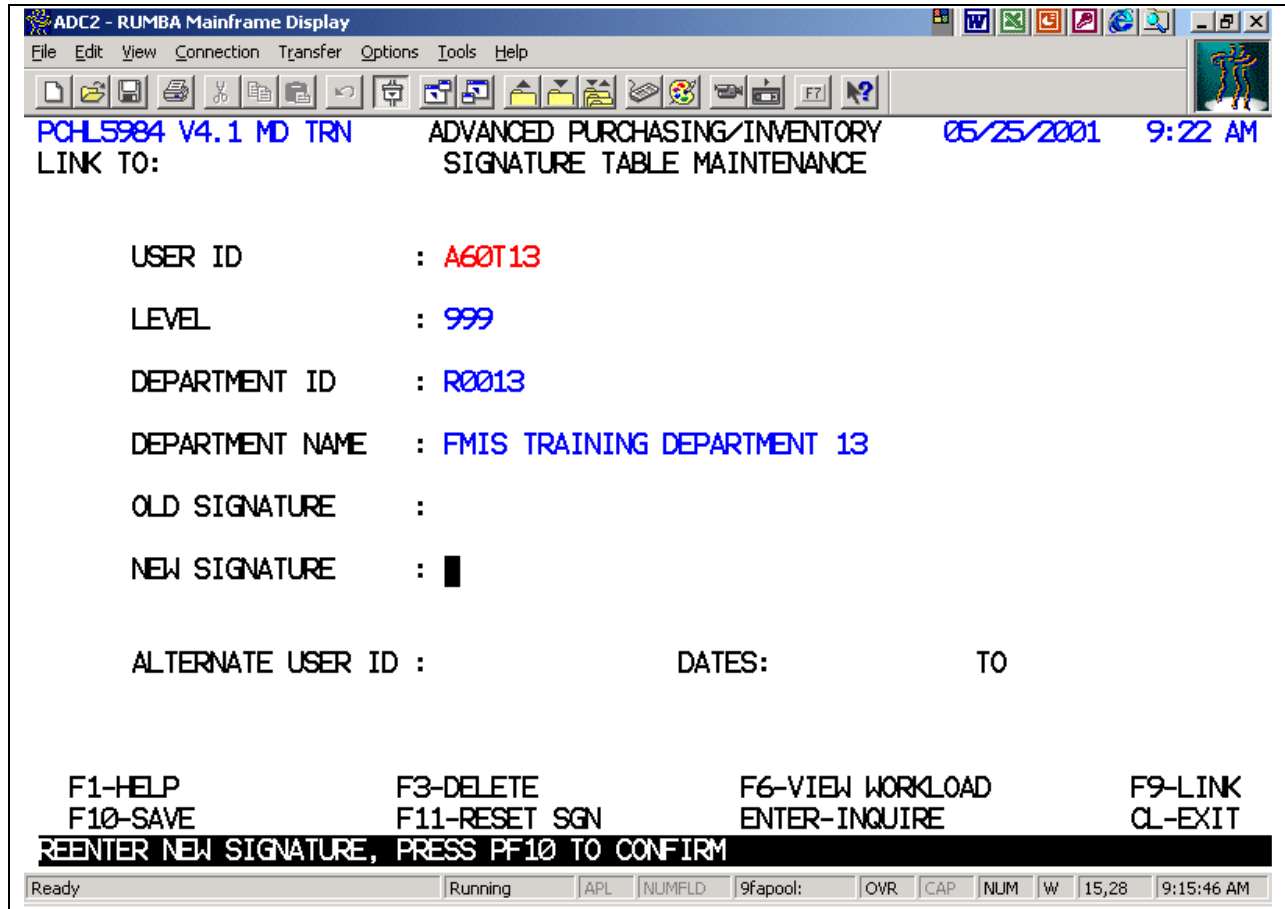 ADC2 - RUMBA Mainframe Display
File Edit View Connection Transfer Options Tools Help
F7
PCHL5984 V4.1 MD TRN ADVANCED PURCHASING/INVENTORY 05/25/2001 9:22 AM
LINK TO: SIGNATURE TABLE MAINTENANCE
USER ID : A60T13
LEVEL : 999
DEPARTMENT ID : R0013
DEPARTMENT NAME : FMIS TRAINING DEPARTMENT 13
OLD SIGNATURE :
NEW SIGNATURE :
ALTERNATE USER ID : DATES: TO
F1-HELP F3-DELETE F6-VIEW WORKLOAD F9-LINK
F10-SAVE F11-RESET SGN ENTER-INQUIRE CL-EXIT
REENTER NEW SIGNATURE, PRESS PF10 TO CONFIRM
Ready Running APL NUMFLD 9fapool: OVR CAP NUM W 15,28 9:15:46 AM